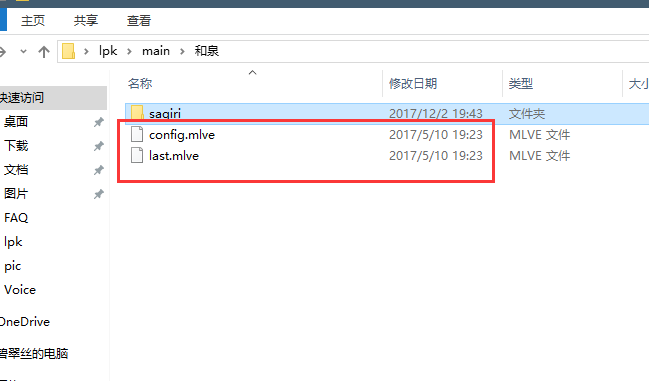 主页 共享 查看
lpk main 和泉
名称 修改日期 类型 大小
快速访问
sagiri 2017/12/2 19:43 文件夹
桌面
config.mlve 2017/5/10 19:23 MLVE 文件
下载
last.mlve 2017/5/10 19:23 MLVE 文件
文档
图片
FAQ
lpk
pic
Voice
OneDrive
翠丝的电脑